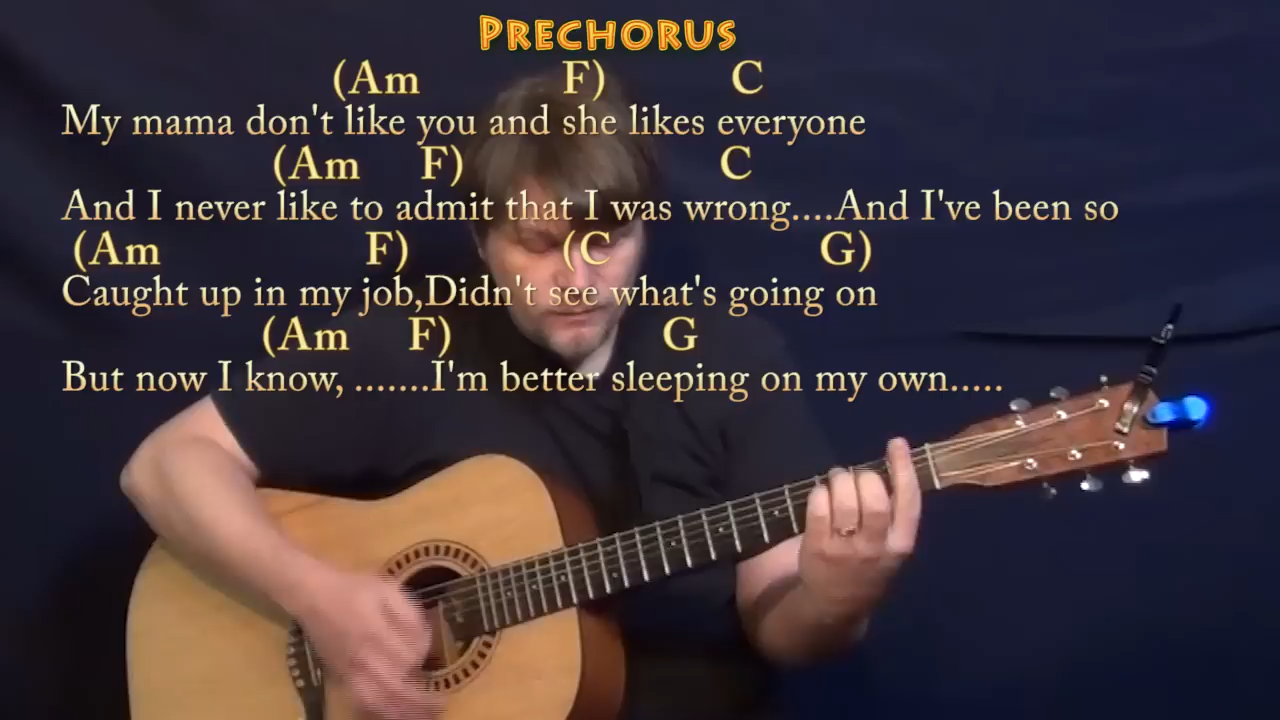 PRECHORUS
(Am F) C
My mama don't like you and she likes everyone
(Am F) C
And I never like to admit that I was wrong....And I've been so
(Am F) (C G)
Caught up in my job,Didn't see what's going on
(Am F) G
But now I know, .......I'm better sleeping on my own.....